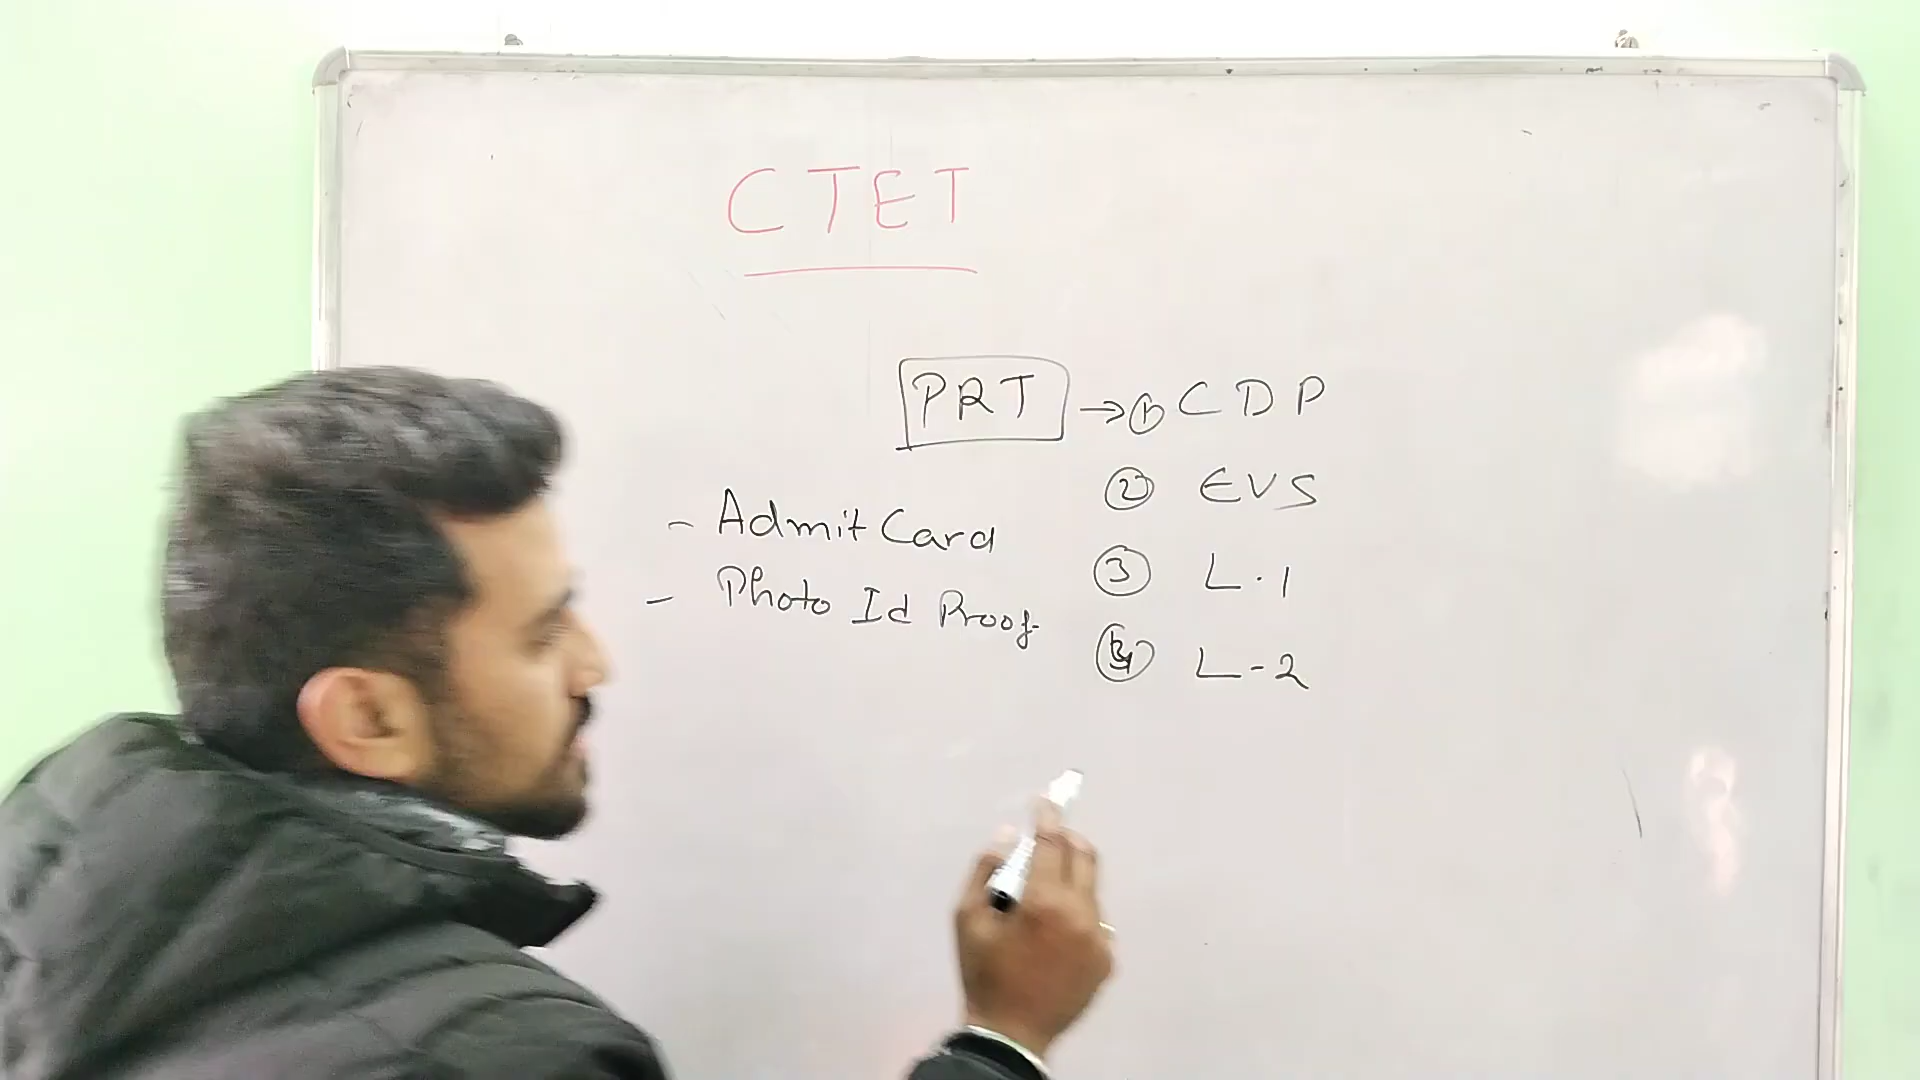 CTET
PRT → ① CDP
② EVS
- Admit Card
③ L.1
- Photo Id Proof
④ L-2